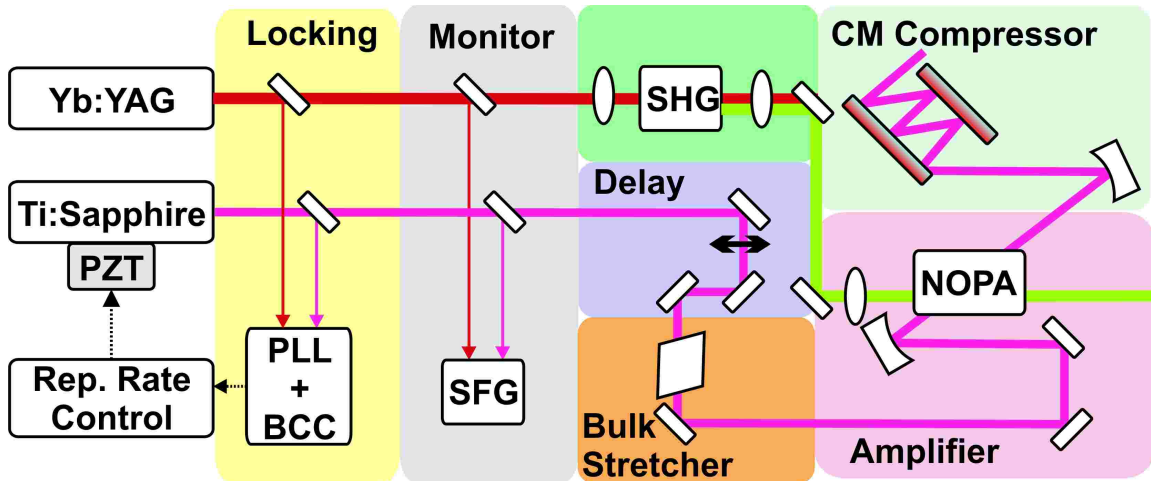 Locking
Monitor
CM Compressor
Yb:YAG
SHG
Delay
Ti:Sapphire
PZT
NOPA
PLL
+
BCC
Rep. Rate
Control
SFG
Bulk
Stretcher
Amplifier